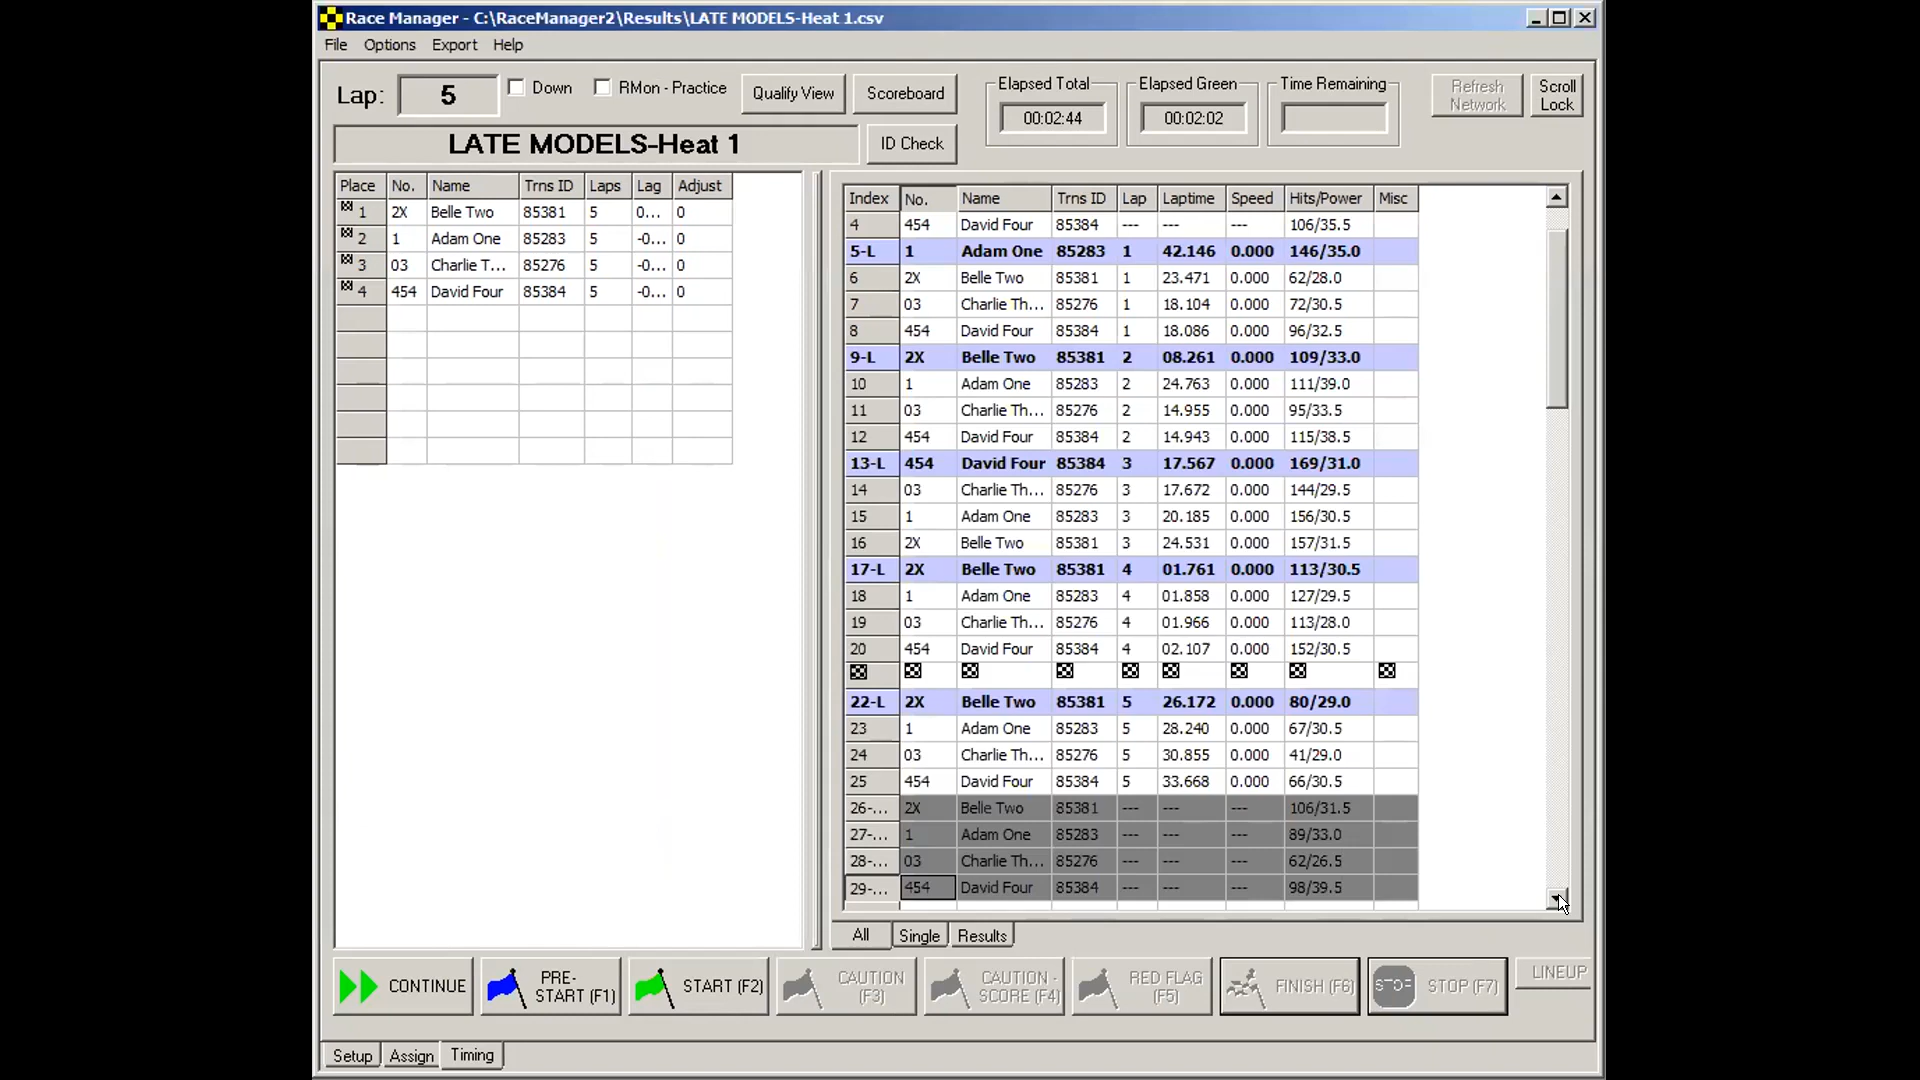 Race Manager - C:\RaceManager2\Results\LATE MODELS-Heat 1.csv
File Options Export Help
Lap: 5 Down RMon - Practice Qualify View Scoreboard
Elapsed Total 00:02:44
Elapsed Green 00:02:02
Time Remaining
Refresh Network
Scroll Lock
LATE MODELS-Heat 1 ID Check
Place No. Name Trns ID Laps Lag Adjust
1 2X Belle Two 85381 5 0... 0
2 1 Adam One 85283 5 -0... 0
3 03 Charlie T... 85276 5 -0... 0
4 454 David Four 85384 5 -0... 0
Index No. Name Trns ID Lap Laptime Speed Hits/Power Misc
4 454 David Four 85384 --- --- --- 106/35.5
5-L 1 Adam One 85283 1 42.146 0.000 146/35.0
6 2X Belle Two 85381 1 23.471 0.000 62/28.0
7 03 Charlie Th... 85276 1 18.104 0.000 72/30.5
8 454 David Four 85384 1 18.086 0.000 96/32.5
9-L 2X Belle Two 85381 2 08.261 0.000 109/33.0
10 1 Adam One 85283 2 24.763 0.000 111/39.0
11 03 Charlie Th... 85276 2 14.955 0.000 95/33.5
12 454 David Four 85384 2 14.943 0.000 115/38.5
13-L 454 David Four 85384 3 17.567 0.000 169/31.0
14 03 Charlie Th... 85276 3 17.672 0.000 144/29.5
15 1 Adam One 85283 3 20.185 0.000 156/30.5
16 2X Belle Two 85381 3 24.531 0.000 157/31.5
17-L 2X Belle Two 85381 4 01.761 0.000 113/30.5
18 1 Adam One 85283 4 01.858 0.000 127/29.5
19 03 Charlie Th... 85276 4 01.966 0.000 113/28.0
20 454 David Four 85384 4 02.107 0.000 152/30.5
22-L 2X Belle Two 85381 5 26.172 0.000 80/29.0
23 1 Adam One 85283 5 28.240 0.000 67/30.5
24 03 Charlie Th... 85276 5 30.855 0.000 41/29.0
25 454 David Four 85384 5 33.668 0.000 66/30.5
26-... 2X Belle Two 85381 --- --- --- 106/31.5
27-... 1 Adam One 85283 --- --- --- 89/33.0
28-... 03 Charlie Th... 85276 --- --- --- 62/26.5
29-... 454 David Four 85384 --- --- --- 98/39.5
All Single Results
CONTINUE
PRE-
START (F1)
START (F2)
CAUTION
(F3)
CAUTION -
SCORE (F4)
RED FLAG
(F5)
FINISH (F6)
STOP STOP (F7)
LINEUP
Setup Assign Timing